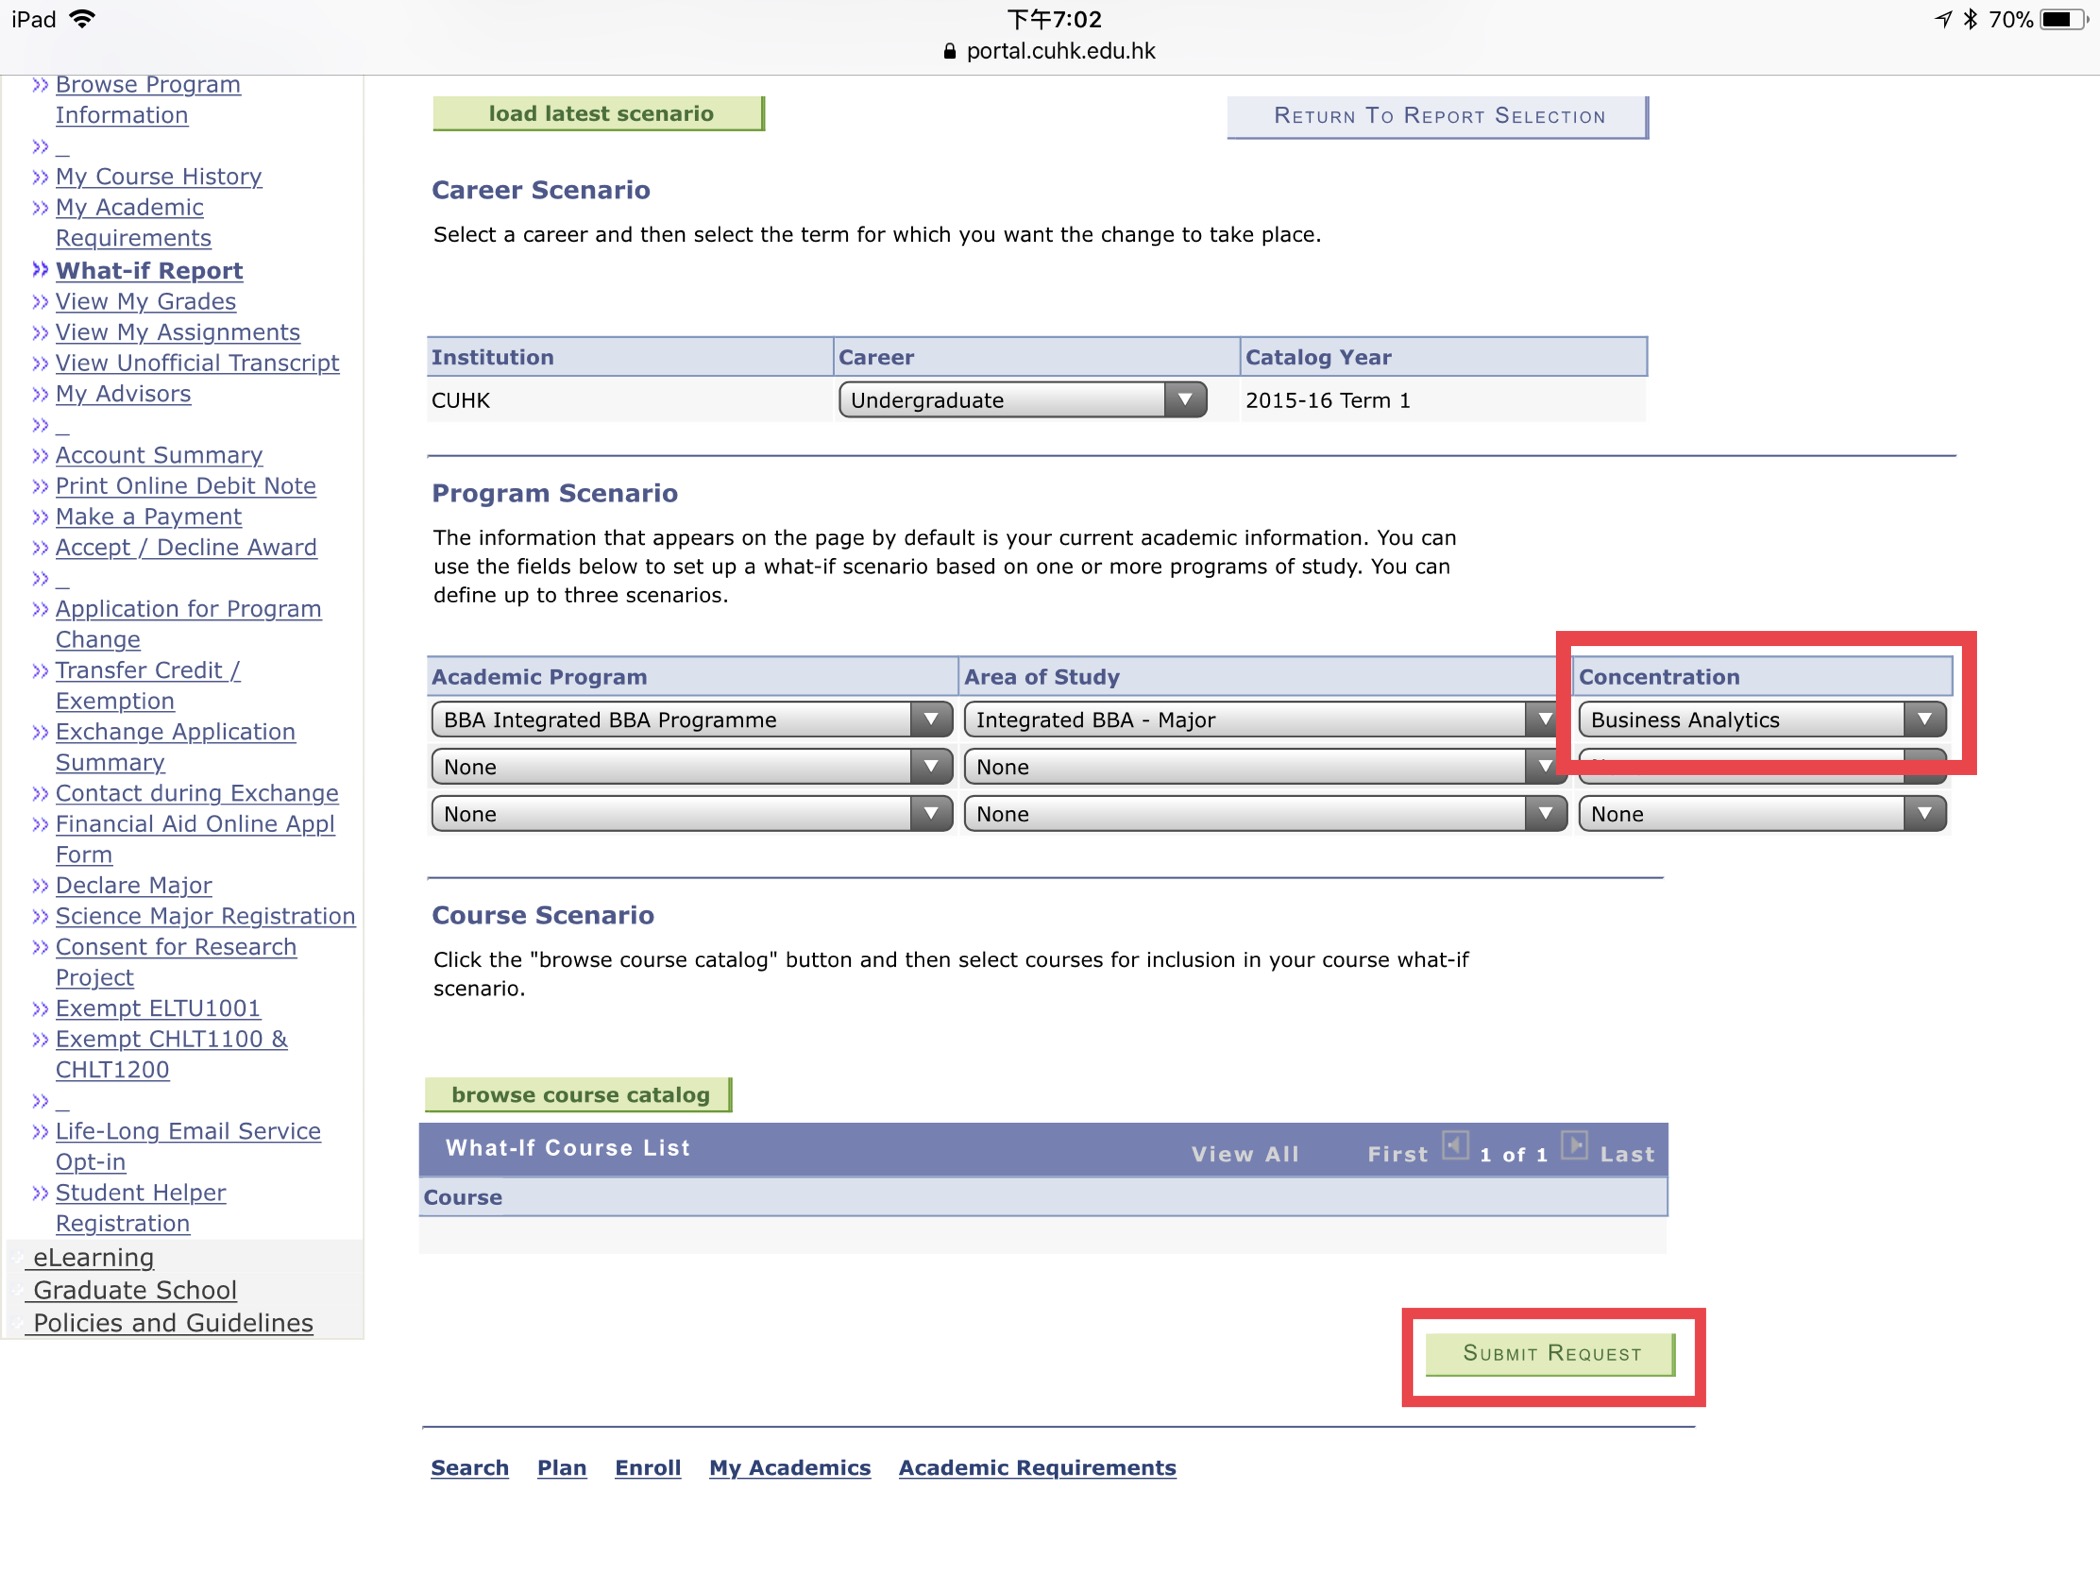 iPad
下午7:02
70%
portal.cuhk.edu.hk
Browse Program
Information
My Course History
My Academic
Requirements
What-if Report
View My Grades
View My Assignments
View Unofficial Transcript
My Advisors
Account Summary
Print Online Debit Note
Make a Payment
Accept / Decline Award
Application for Program
Change
Transfer Credit /
Exemption
Exchange Application
Summary
Contact during Exchange
Financial Aid Online Appl
Form
Declare Major
Science Major Registration
Consent for Research
Project
Exempt ELTU1001
Exempt CHLT1100 &
CHLT1200
Life-Long Email Service
Opt-in
Student Helper
Registration
eLearning
Graduate School
Policies and Guidelines
load latest scenario
RETURN TO REPORT SELECTION
Career Scenario
Select a career and then select the term for which you want the change to take place.
Institution Career Catalog Year
CUHK Undergraduate 2015-16 Term 1
Program Scenario
The information that appears on the page by default is your current academic information. You can
use the fields below to set up a what-if scenario based on one or more programs of study. You can
define up to three scenarios.
Academic Program Area of Study Concentration
BBA Integrated BBA Programme Integrated BBA - Major Business Analytics
None None
None None None
Course Scenario
Click the "browse course catalog" button and then select courses for inclusion in your course what-if
scenario.
browse course catalog
What-If Course List View All First 1 of 1 Last
Course
SUBMIT REQUEST
Search Plan Enroll My Academics Academic Requirements